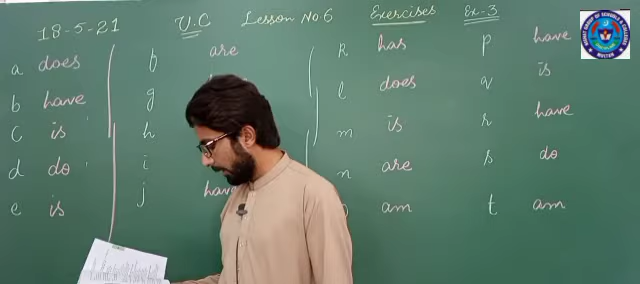 18-5-21 U.C Lesson No 6 Exercises Ex-3
a does
b have
c is
d do
e is
f are
g
h
i
j have
k has
l does
m is
n are
am
p have
q is
r have
s do
t am